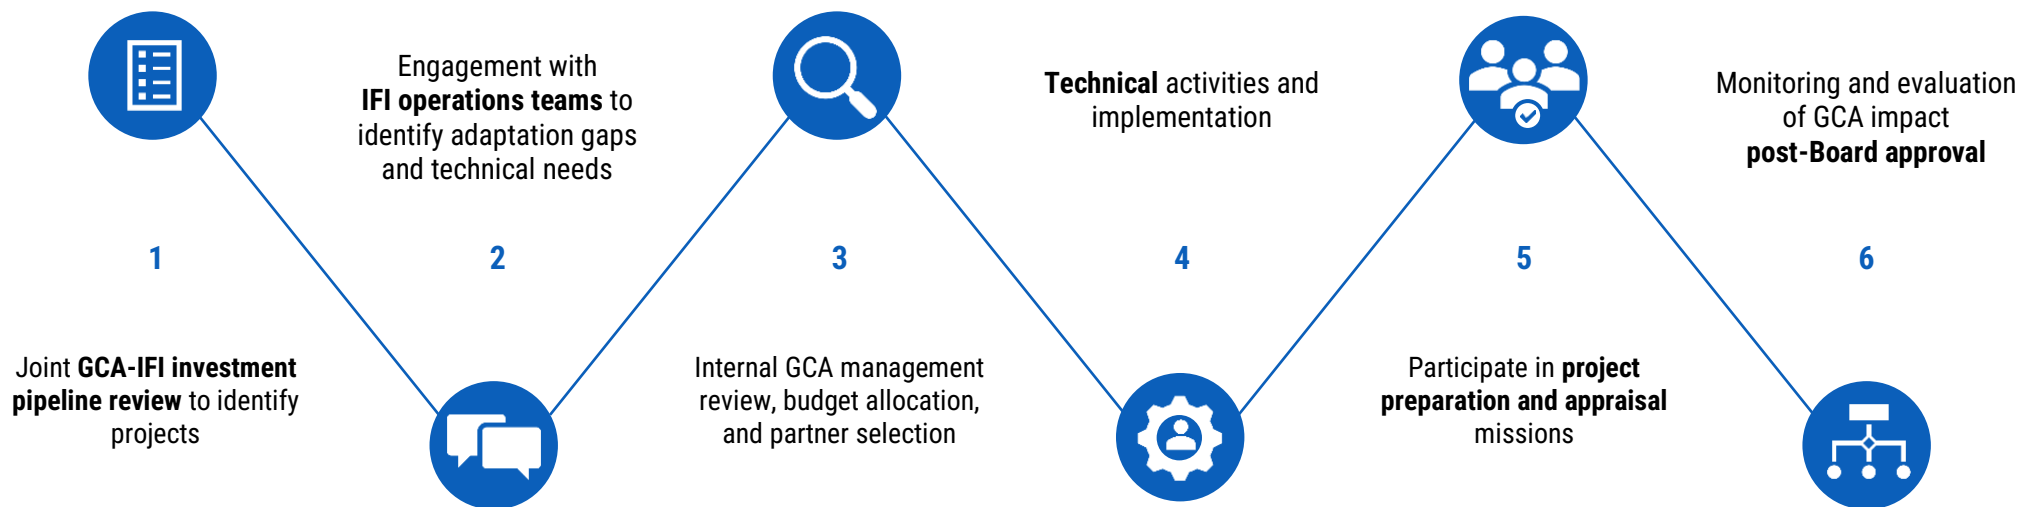 1
Joint GCA-IFI investment
pipeline review to identify
projects
Engagement with
IFI operations teams to
identify adaptation gaps
and technical needs
2
3
Internal GCA management
review, budget allocation,
and partner selection
Technical activities and
implementation
4
5
Participate in project
preparation and appraisal
missions
Monitoring and evaluation
of GCA impact
post-Board approval
6